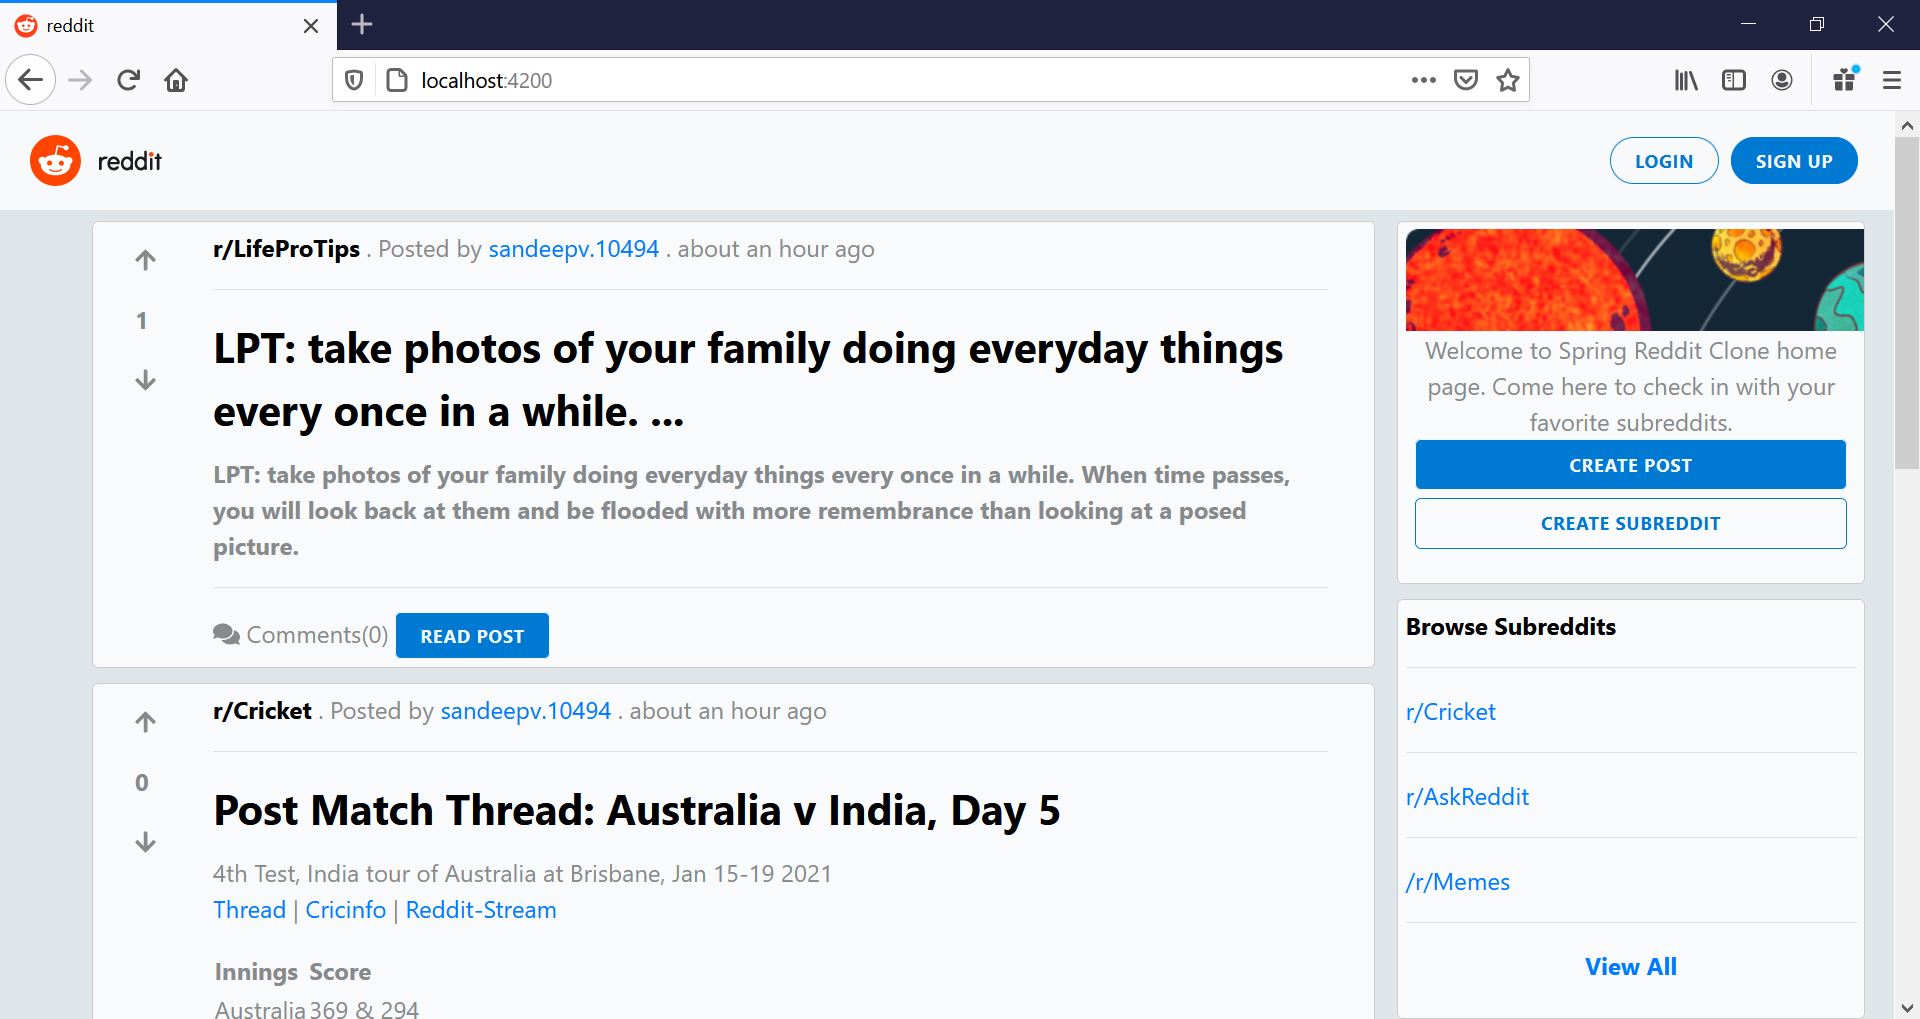 reddit
localhost:4200
reddit
LOGIN
SIGN UP
r/LifeProTips . Posted by sandeepv.10494 . about an hour ago
1
LPT: take photos of your family doing everyday things
every once in a while. ...
LPT: take photos of your family doing everyday things every once in a while. When time passes,
you will look back at them and be flooded with more remembrance than looking at a posed
picture.
Comments(0) READ POST
r/Cricket . Posted by sandeepv.10494 . about an hour ago
0
Post Match Thread: Australia v India, Day 5
4th Test, India tour of Australia at Brisbane, Jan 15-19 2021
Thread | Cricinfo | Reddit-Stream
Innings Score
Australia 369 & 294
Welcome to Spring Reddit Clone home
page. Come here to check in with your
favorite subreddits.
CREATE POST
CREATE SUBREDDIT
Browse Subreddits
r/Cricket
r/AskReddit
/r/Memes
View All